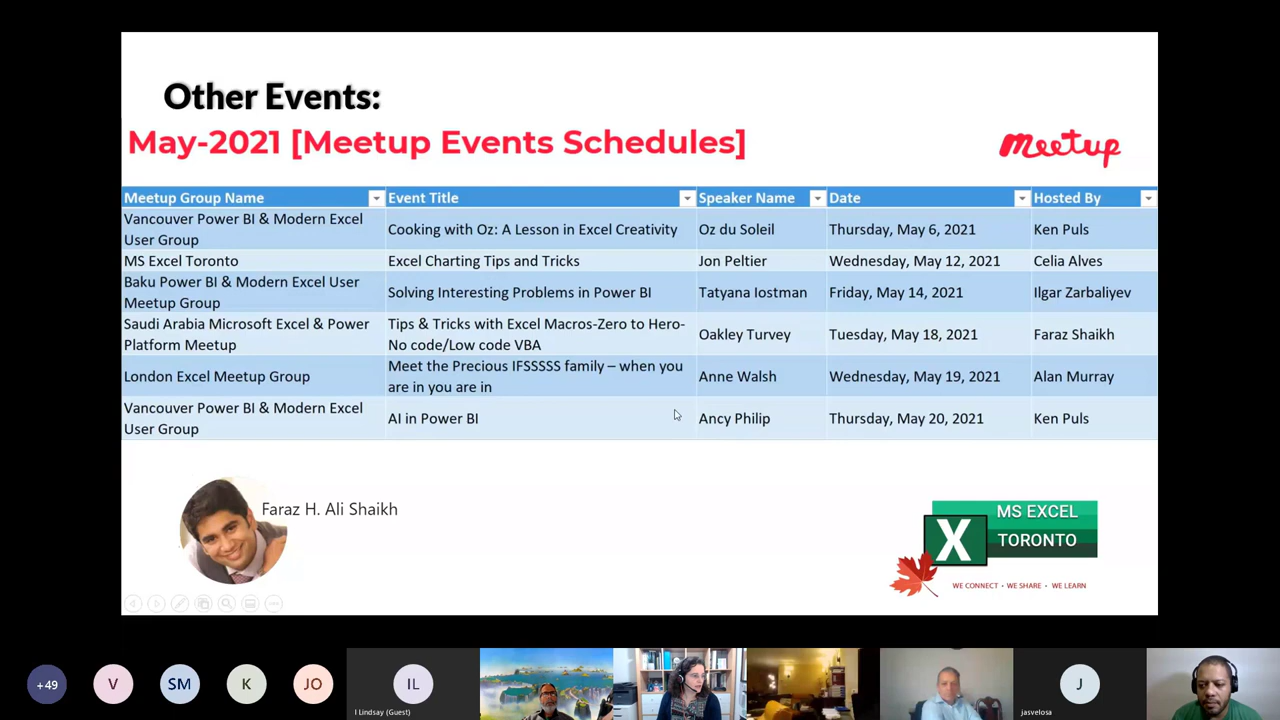 Other Events:
May-2021 [Meetup Events Schedules]
meetup
Meetup Group Name Event Title Speaker Name Date Hosted By
Vancouver Power BI & Modern Excel
User Group
Cooking with Oz: A Lesson in Excel Creativity Oz du Soleil Thursday, May 6, 2021 Ken Puls
MS Excel Toronto Excel Charting Tips and Tricks Jon Peltier Wednesday, May 12, 2021 Celia Alves
Baku Power BI & Modern Excel User
Meetup Group
Solving Interesting Problems in Power BI Tatyana Iostman Friday, May 14, 2021 Ilgar Zarbaliyev
Saudi Arabia Microsoft Excel & Power
Platform Meetup
Tips & Tricks with Excel Macros-Zero to Hero-
No code/Low code VBA
Oakley Turvey Tuesday, May 18, 2021 Faraz Shaikh
London Excel Meetup Group
Meet the Precious IFSSSSS family – when you
are in you are in
Anne Walsh Wednesday, May 19, 2021 Alan Murray
Vancouver Power BI & Modern Excel
User Group
AI in Power BI Ancy Philip Thursday, May 20, 2021 Ken Puls
Faraz H. Ali Shaikh
X
MS EXCEL
TORONTO
WE CONNECT • WE SHARE • WE LEARN
+49 V SM K JO IL J
I Lindsay (Guest) jasvelosa